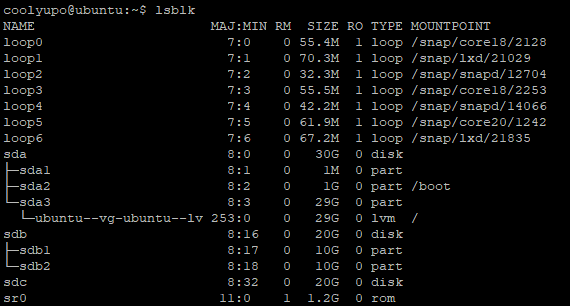 coolyupo@ubuntu:~$ lsblk
NAME                      MAJ:MIN RM  SIZE RO TYPE MOUNTPOINT
loop0                       7:0    0 55.4M  1 loop /snap/core18/2128
loop1                       7:1    0 70.3M  1 loop /snap/lxd/21029
loop2                       7:2    0 32.3M  1 loop /snap/snapd/12704
loop3                       7:3    0 55.5M  1 loop /snap/core18/2253
loop4                       7:4    0 42.2M  1 loop /snap/snapd/14066
loop5                       7:5    0 61.9M  1 loop /snap/core20/1242
loop6                       7:6    0 67.2M  1 loop /snap/lxd/21835
sda                         8:0    0   30G  0 disk
├─sda1                      8:1    0    1M  0 part
├─sda2                      8:2    0    1G  0 part /boot
└─sda3                      8:3    0   29G  0 part
  └─ubuntu--vg-ubuntu--lv 253:0    0   29G  0 lvm  /
sdb                         8:16   0   20G  0 disk
├─sdb1                      8:17   0   10G  0 part
└─sdb2                      8:18   0   10G  0 part
sdc                         8:32   0   20G  0 disk
sr0                        11:0    1  1.2G  0 rom